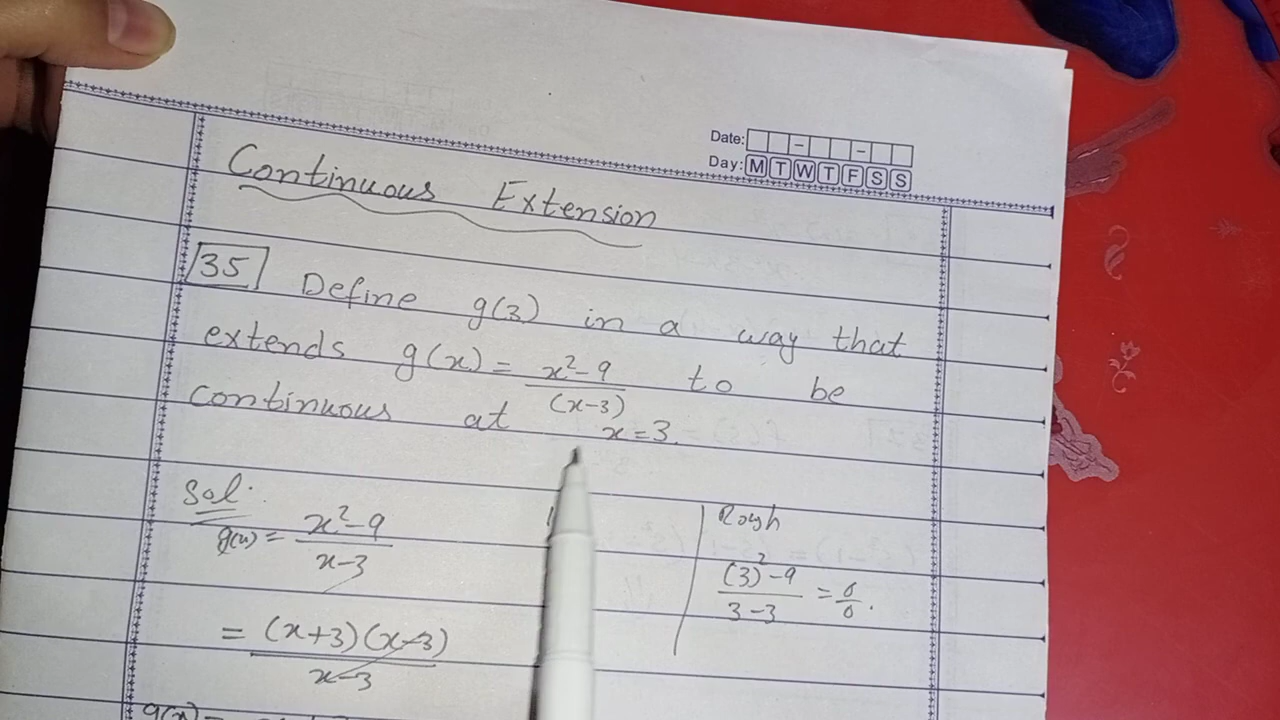 Date:
Day: M T W T F S S
Continuous Extension
35 Define g(3) in a way that
extends g(x) = x²-9 / (x-3) to be
continuous at x=3.
Sol:
g(x) = x²-9 / x-3
Rough
(3)²-9 / 3-3 = 0/0.
= (x+3)(x-3) / x-3
g(x) =